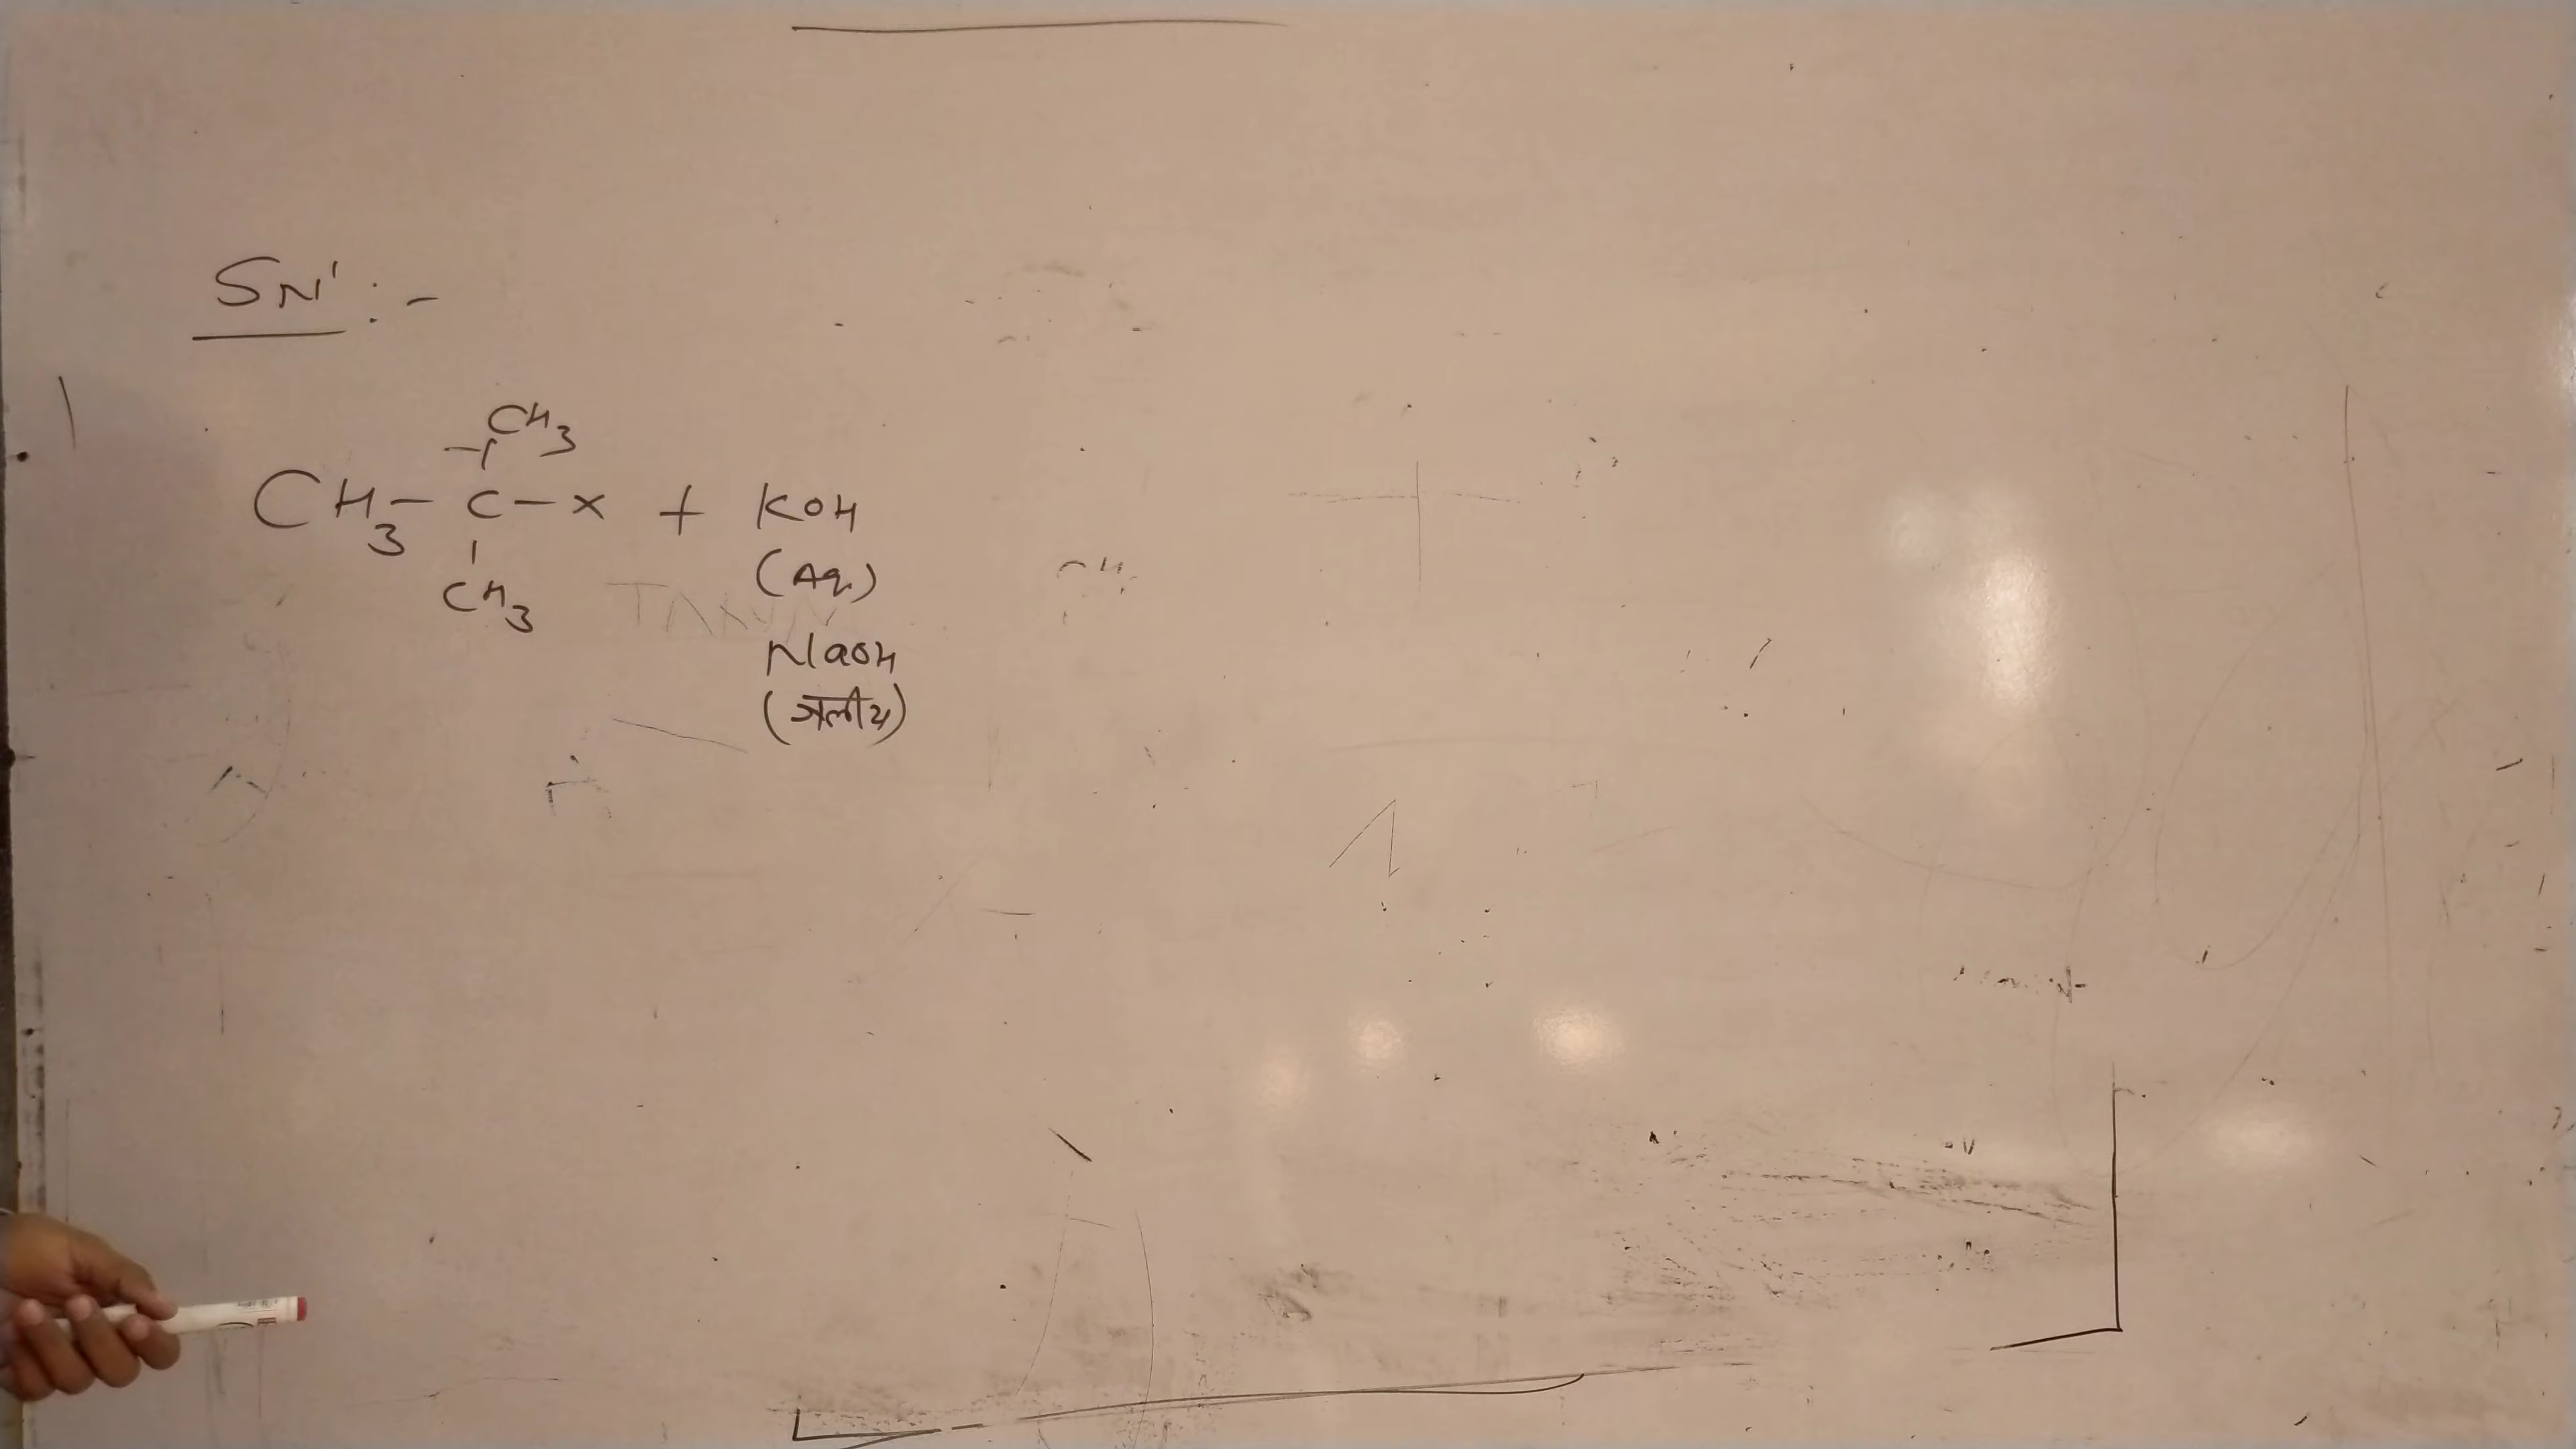 SN¹ :-
CH3
CH3 - C - x + KOH
(Aq.)
CH3
NaOH
(जलीय)